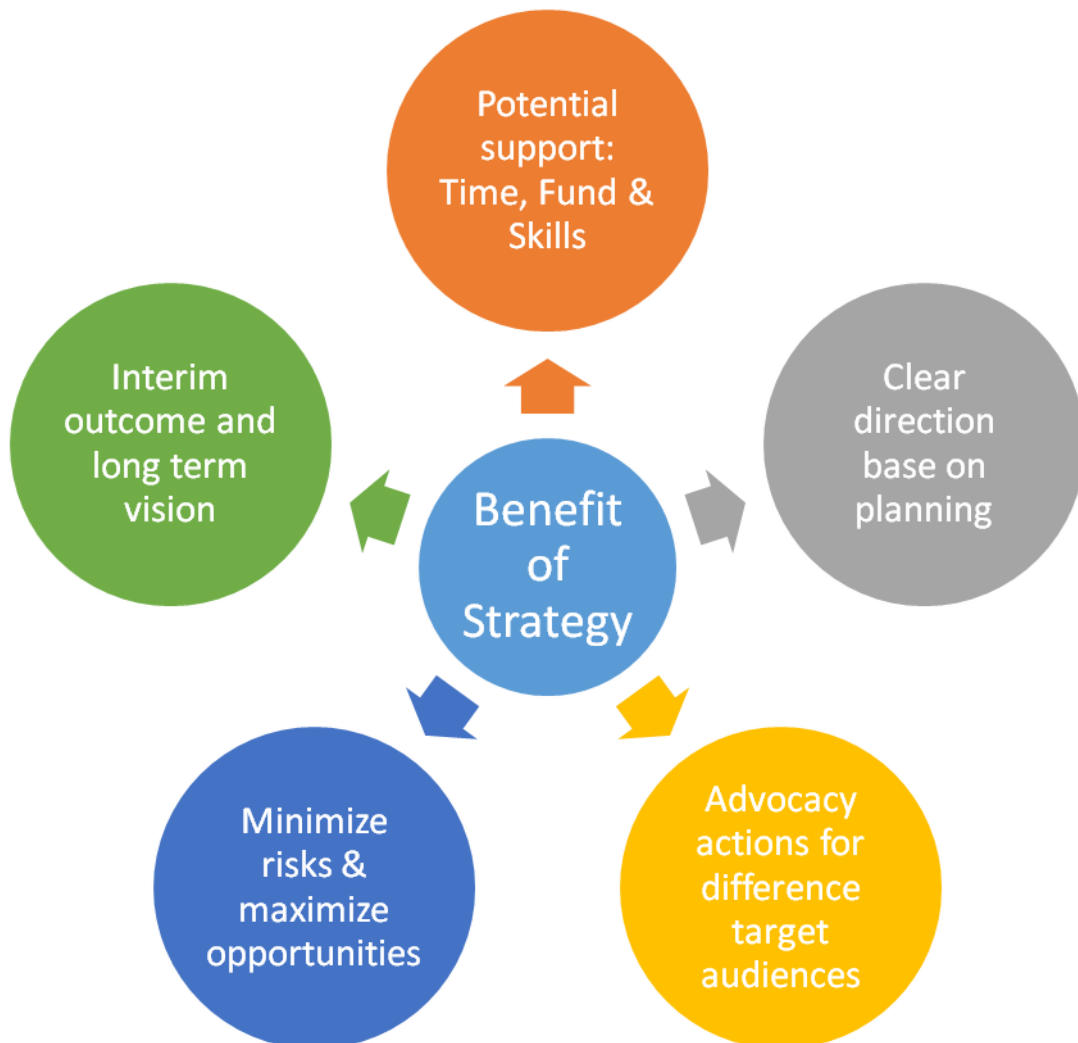 Potential
support:
Time, Fund &
Skills
Interim
outcome and
long term
vision
Clear
direction
base on
planning
Benefit
of
Strategy
Minimize
risks &
maximize
opportunities
Advocacy
actions for
difference
target
audiences